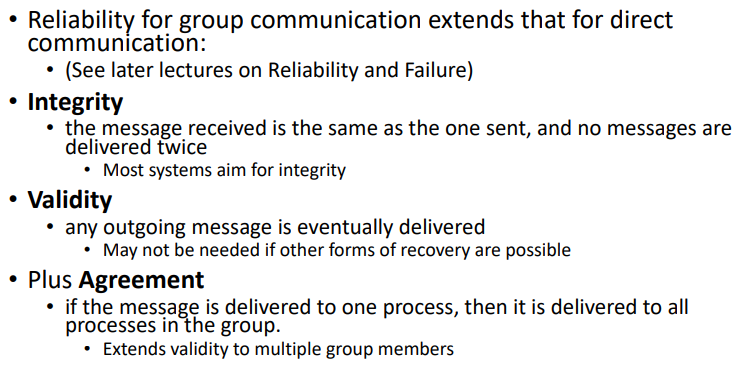 • Reliability for group communication extends that for direct
communication:
• (See later lectures on Reliability and Failure)
• Integrity
• the message received is the same as the one sent, and no messages are
delivered twice
• Most systems aim for integrity
• Validity
• any outgoing message is eventually delivered
• May not be needed if other forms of recovery are possible
• Plus Agreement
• if the message is delivered to one process, then it is delivered to all
processes in the group.
• Extends validity to multiple group members